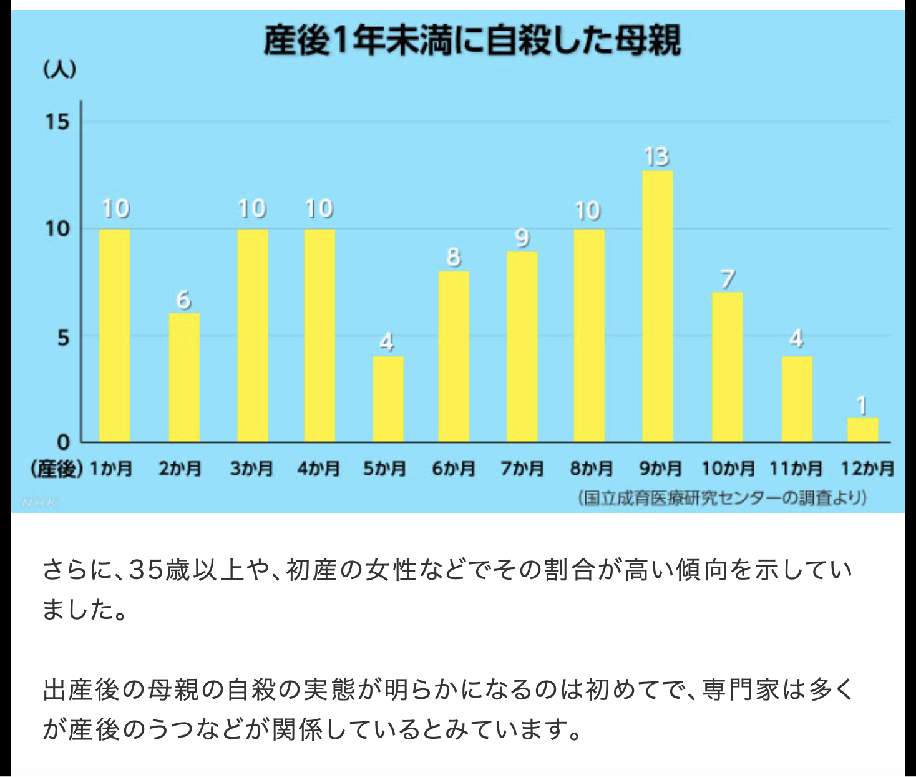 産後1年未満に自殺した母親
(人)
15
10
5
0
10
6
10
10
4
8
9
10
13
7
4
1
(産後) 1か月 2か月 3か月 4か月 5か月 6か月 7か月 8か月 9か月 10か月 11か月 12か月
NHK
(国立成育医療研究センターの調査より)
さらに、35歳以上や、初産の女性などでその割合が高い傾向を示してい
ました。
出産後の母親の自殺の実態が明らかになるのは初めてで、専門家は多く
が産後のうつなどが関係しているとみています。